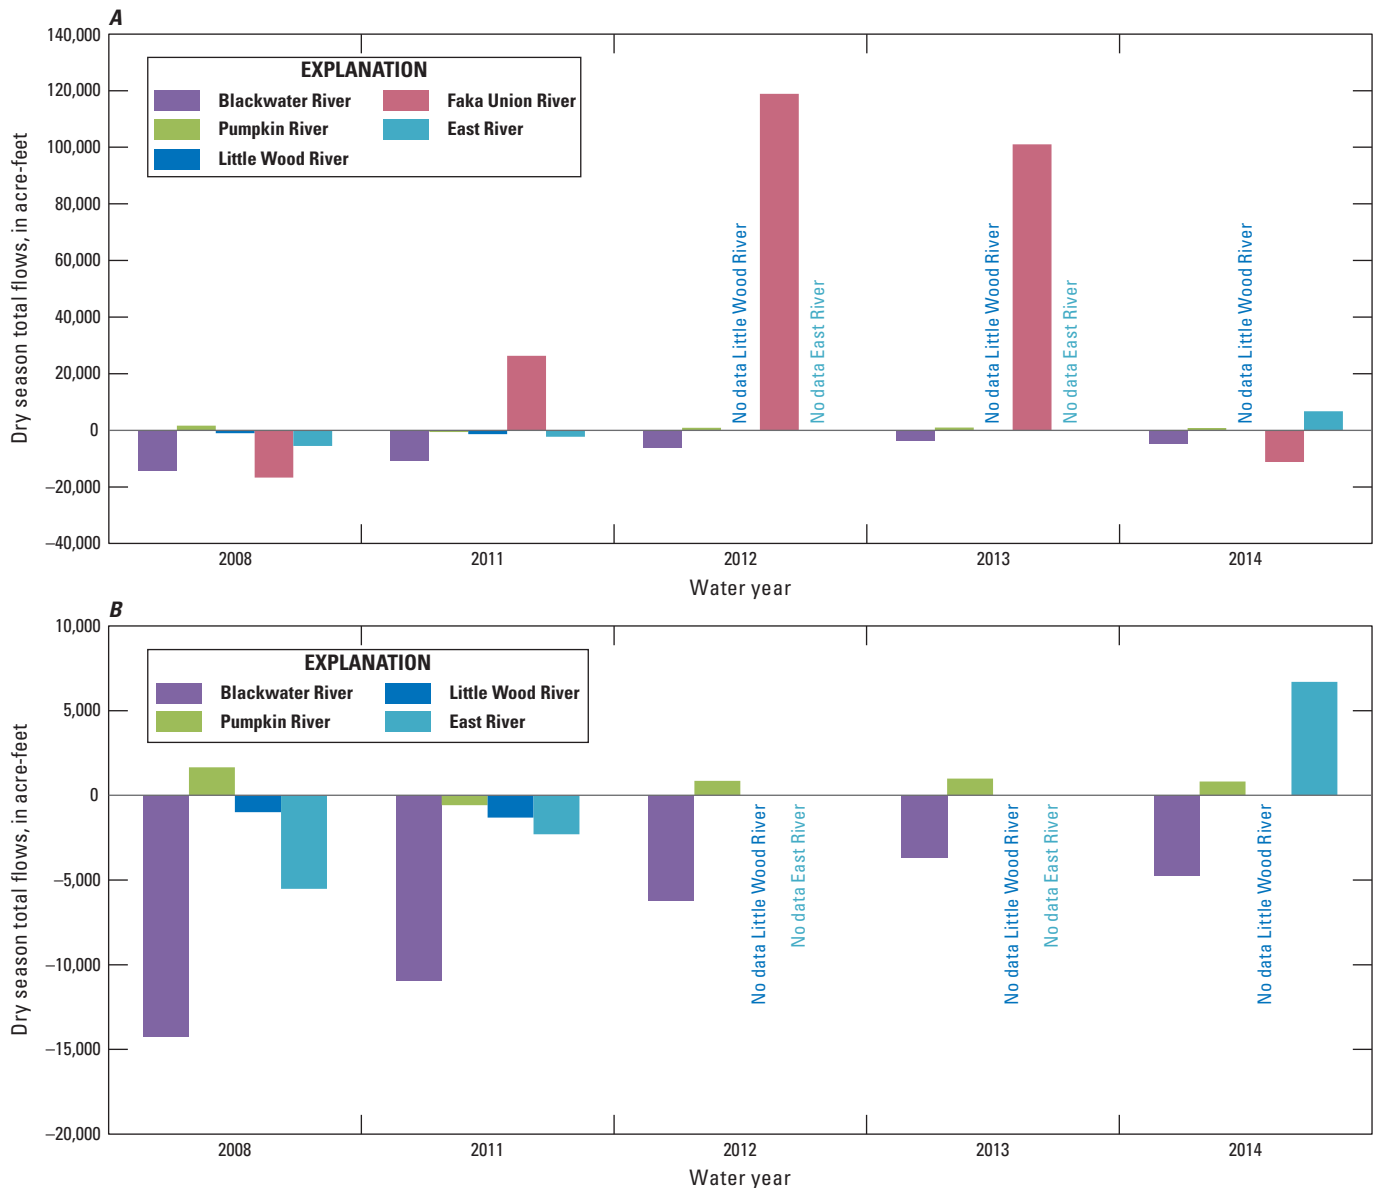 A
140,000
120,000
100,000
80,000
60,000
40,000
20,000
0
–20,000
–40,000
Dry season total flows, in acre-feet
EXPLANATION
Blackwater River
Faka Union River
Pumpkin River
East River
Little Wood River
No data Little Wood River
No data East River
No data Little Wood River
No data East River
No data Little Wood River
2008 2011 2012 2013 2014
Water year
B
10,000
5,000
0
–5,000
–10,000
–15,000
–20,000
Dry season total flows, in acre-feet
EXPLANATION
Blackwater River
Little Wood River
Pumpkin River
East River
No data Little Wood River
No data East River
No data Little Wood River
No data East River
No data Little Wood River
2008 2011 2012 2013 2014
Water year